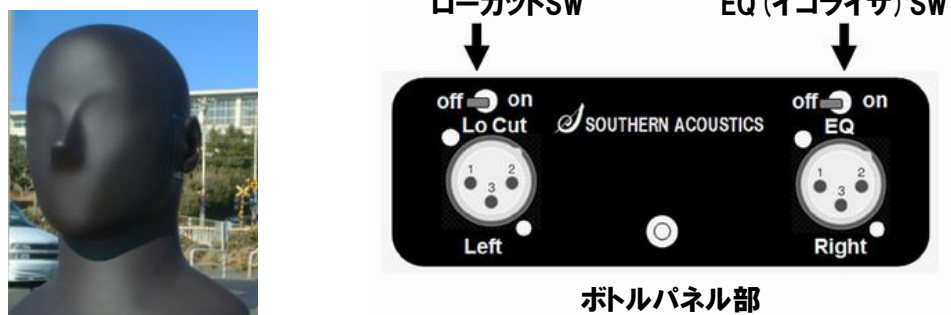 ローカットSW
EQ(イコライザ)SW
off on
Lo Cut
SOUTHERN ACOUSTICS
off on
EQ
1 2
3
1 2
3
Left
Right
ボトルパネル部